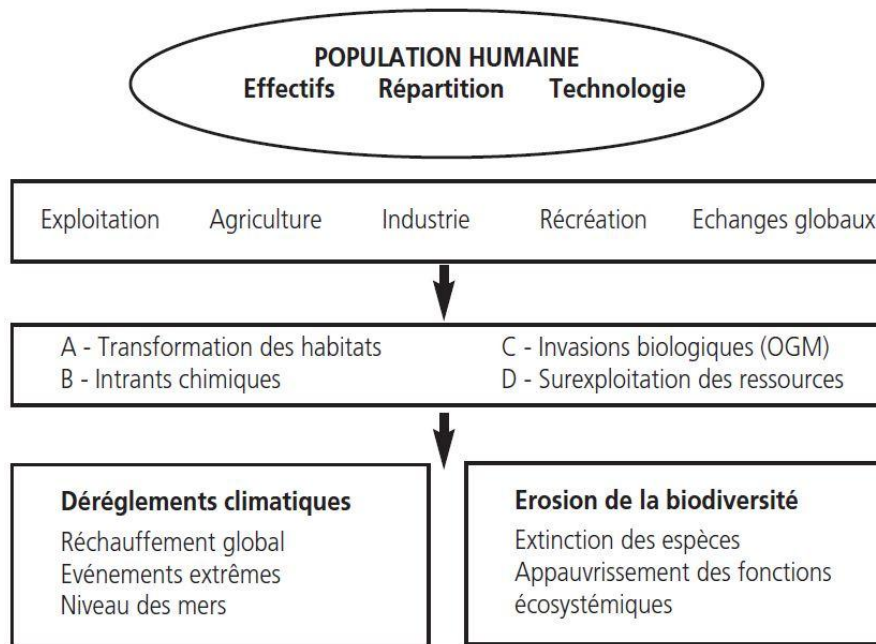 POPULATION HUMAINE
Effectifs Répartition Technologie
Exploitation Agriculture Industrie Récréation Echanges globaux
A - Transformation des habitats
B - Intrants chimiques
C - Invasions biologiques (OGM)
D - Surexploitation des ressources
Déréglements climatiques
Réchauffement global
Evénements extrêmes
Niveau des mers
Erosion de la biodiversité
Extinction des espèces
Appauvrissement des fonctions
écosystémiques